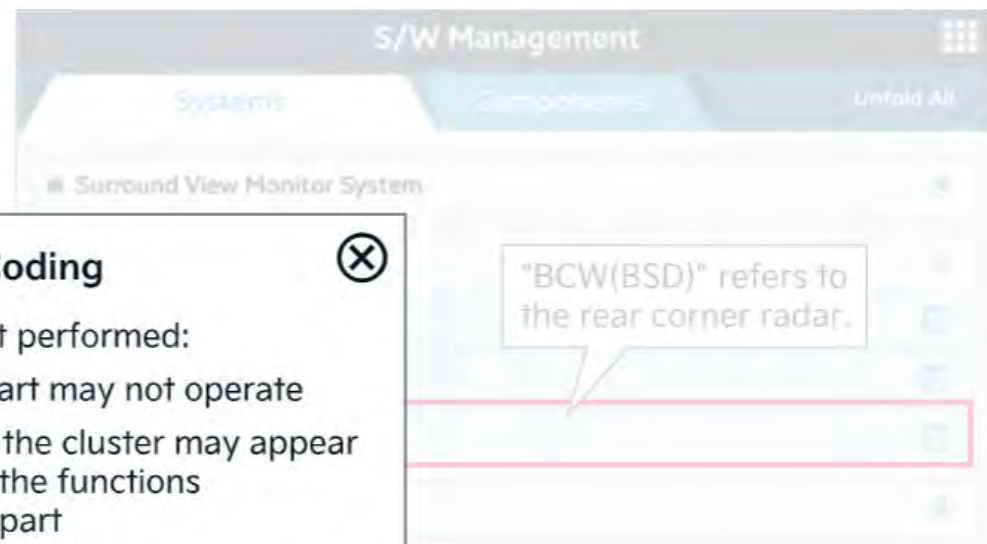 S/W Management
Systems
Components
Unfold All
Surround View Monitor System
oding
t performed:
art may not operate
the cluster may appear
the functions
part
"BCW(BSD)" refers to
the rear corner radar.